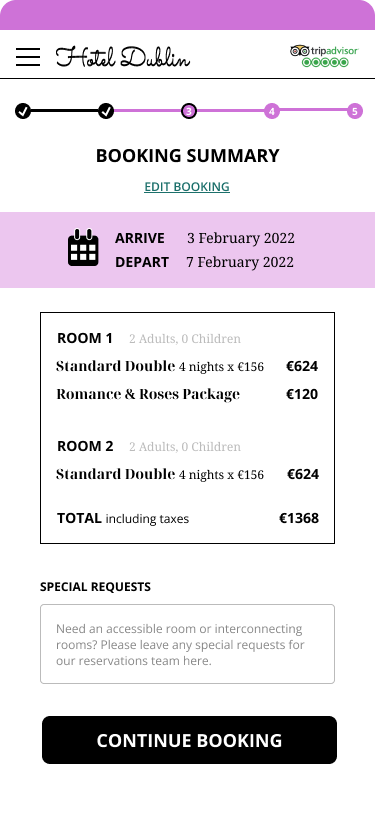 Hotel Dublin
tripadvisor
3 4 5
BOOKING SUMMARY
EDIT BOOKING
ARRIVE 3 February 2022
DEPART 7 February 2022
ROOM 1 2 Adults, 0 Children
Standard Double 4 nights x €156 €624
Romance & Roses Package €120
ROOM 2 2 Adults, 0 Children
Standard Double 4 nights x €156 €624
TOTAL including taxes €1368
SPECIAL REQUESTS
Need an accessible room or interconnecting
rooms? Please leave any special requests for
our reservations team here.
CONTINUE BOOKING